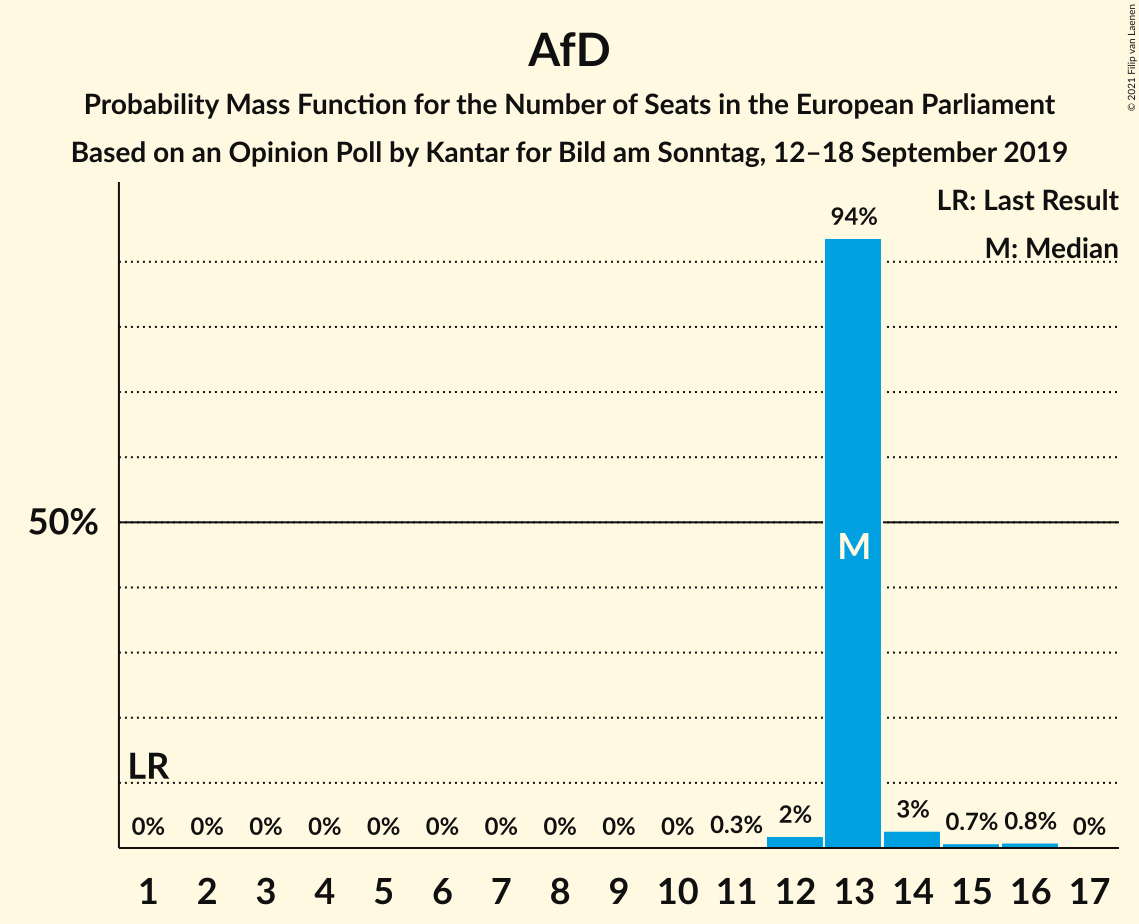 AfD
Probability Mass Function for the Number of Seats in the European Parliament
Based on an Opinion Poll by Kantar for Bild am Sonntag, 12–18 September 2019
© 2021 Filip van Laenen
LR: Last Result
M: Median
94%
50%
M
LR
0% 0% 0% 0% 0% 0% 0% 0% 0% 0% 0.3% 2% 3% 0.7% 0.8% 0%
1 2 3 4 5 6 7 8 9 10 11 12 13 14 15 16 17